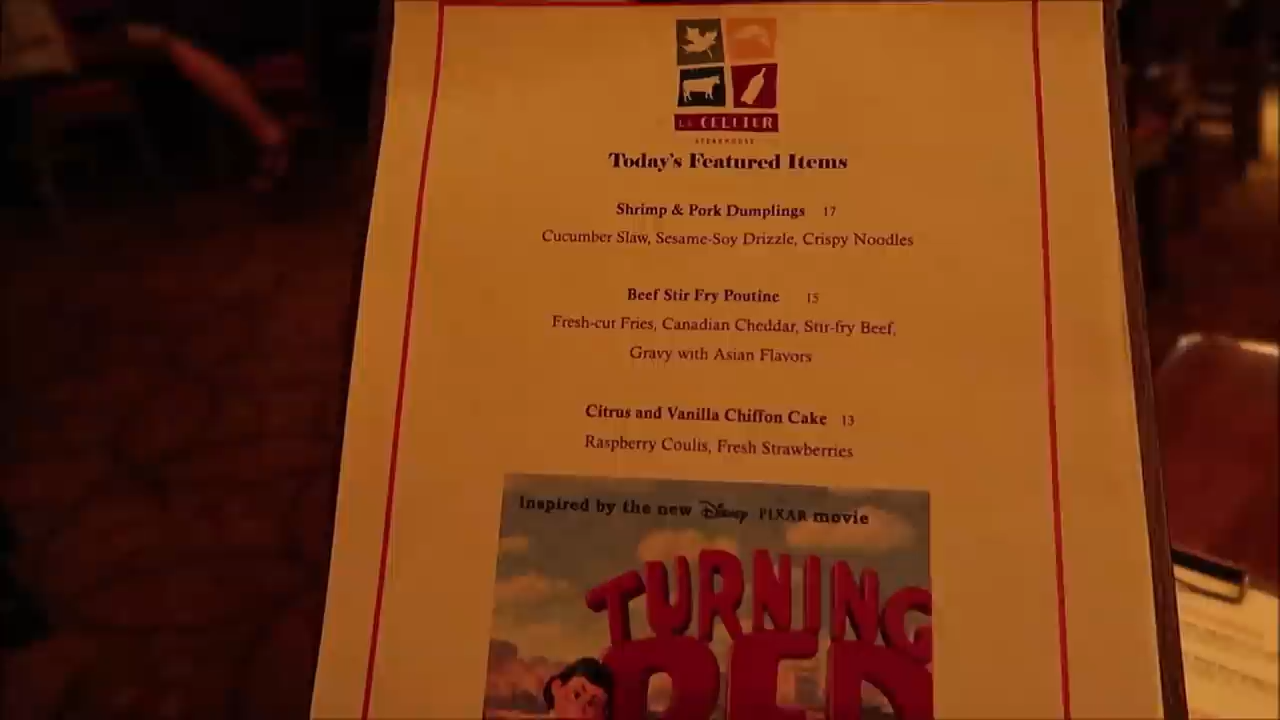 LE CELLIER
STEAKHOUSE
Today's Featured Items
Shrimp & Pork Dumplings 17
Cucumber Slaw, Sesame-Soy Drizzle, Crispy Noodles
Beef Stir Fry Poutine 15
Fresh-cut Fries, Canadian Cheddar, Stir-fry Beef,
Gravy with Asian Flavors
Citrus and Vanilla Chiffon Cake 13
Raspberry Coulis, Fresh Strawberries
Inspired by the new Disney PIXAR movie
TURNING
RED